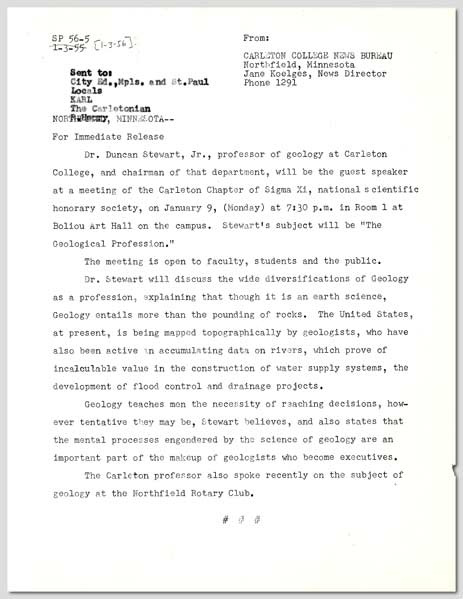 SP 56-5
1-3-55 [1-3-56]
From:
CARLETON COLLEGE NEWS BUREAU
Northfield, Minnesota
Jane Koelges, News Director
Phone 1291
Sent to:
City Ed., Mpls. and St. Paul
Locals
KARL
The Carletonian
NORTHFIELD, MINNESOTA--
For Immediate Release
Dr. Duncan Stewart, Jr., professor of geology at Carleton
College, and chairman of that department, will be the guest speaker
at a meeting of the Carleton Chapter of Sigma Xi, national scientific
honorary society, on January 9, (Monday) at 7:30 p.m. in Room 1 at
Boliou Art Hall on the campus. Stewart's subject will be "The
Geological Profession."
The meeting is open to faculty, students and the public.
Dr. Stewart will discuss the wide diversifications of Geology
as a profession, explaining that though it is an earth science,
Geology entails more than the pounding of rocks. The United States,
at present, is being mapped topographically by geologists, who have
also been active in accumulating data on rivers, which prove of
incalculable value in the construction of water supply systems, the
development of flood control and drainage projects.
Geology teaches men the necessity of reaching decisions, how-
ever tentative they may be, Stewart believes, and also states that
the mental processes engendered by the science of geology are an
important part of the makeup of geologists who become executives.
The Carleton professor also spoke recently on the subject of
geology at the Northfield Rotary Club.
# # #